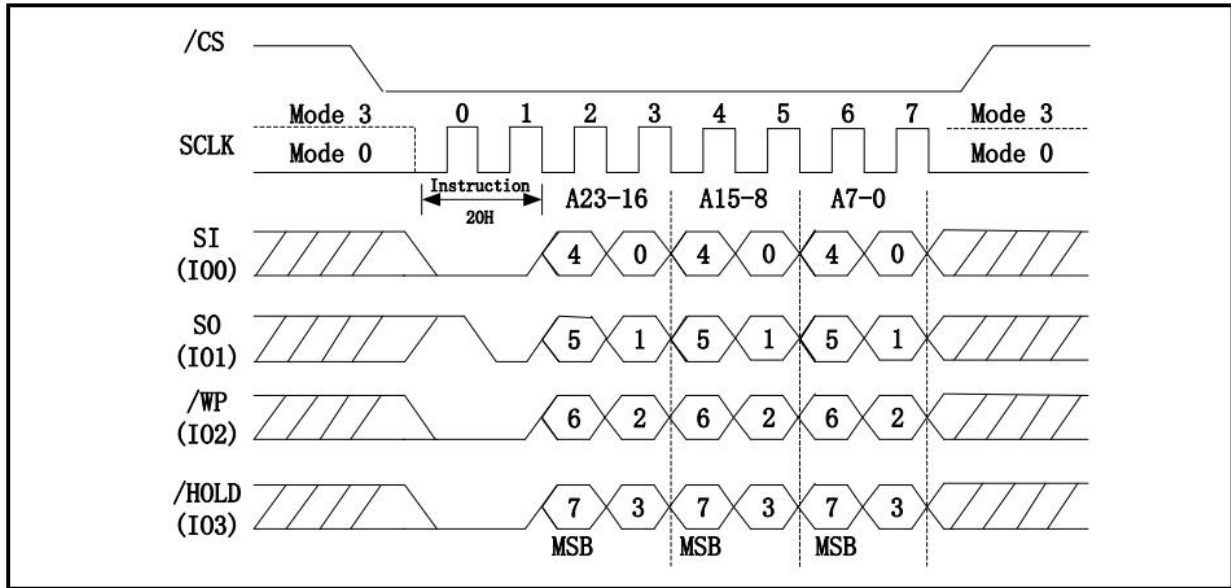 /CS
Mode 3 0 1 2 3 4 5 6 7 Mode 3
SCLK
Mode 0 Mode 0
Instruction
A23-16 A15-8 A7-0
20H
SI
(IO0)
4 0 4 0 4 0
SO
(IO1)
5 1 5 1 5 1
/WP
(IO2)
6 2 6 2 6 2
/HOLD
(IO3)
7 3 7 3 7 3
MSB MSB MSB